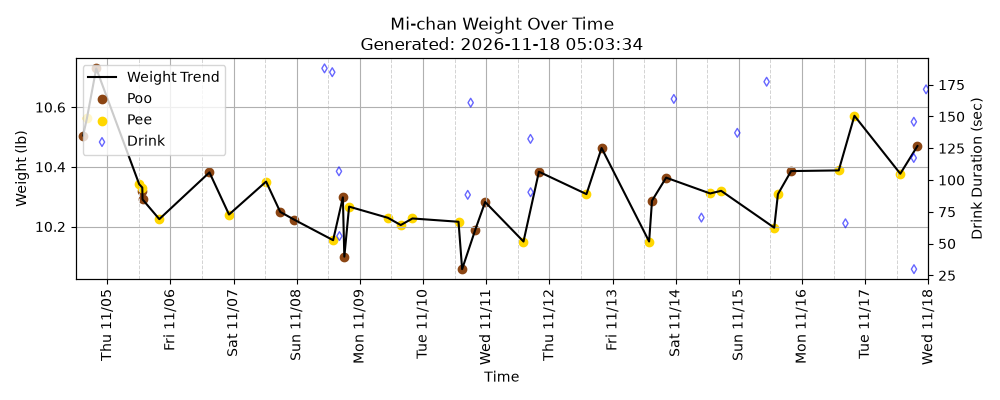 Mi-chan Weight Over Time
Generated: 2026-11-18 05:03:34
Weight Trend
Poo
Pee
Drink
Weight (lb)
10.6
10.4
10.2
175
150
125
100
75
50
25
Drink Duration (sec)
Thu 11/05
Fri 11/06
Sat 11/07
Sun 11/08
Mon 11/09
Tue 11/10
Wed 11/11
Thu 11/12
Fri 11/13
Sat 11/14
Sun 11/15
Mon 11/16
Tue 11/17
Wed 11/18
Time